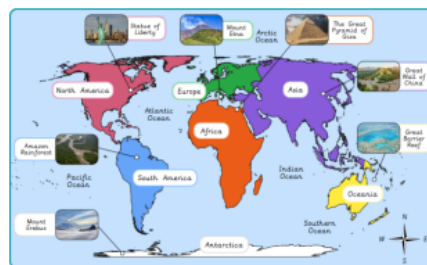 Statue of
Liberty
Mount
Etna
Arctic
Ocean
The Great
Pyramid of
Giza
North America
Europe
Asia
Great
Wall of
China
Atlantic
Ocean
Africa
Amazon
Rainforest
Great
Barrier
Reef
Pacific
Ocean
South America
Indian
Ocean
Oceania
Mount
Erebus
Southern
Ocean
Antarctica
N
W
E
S